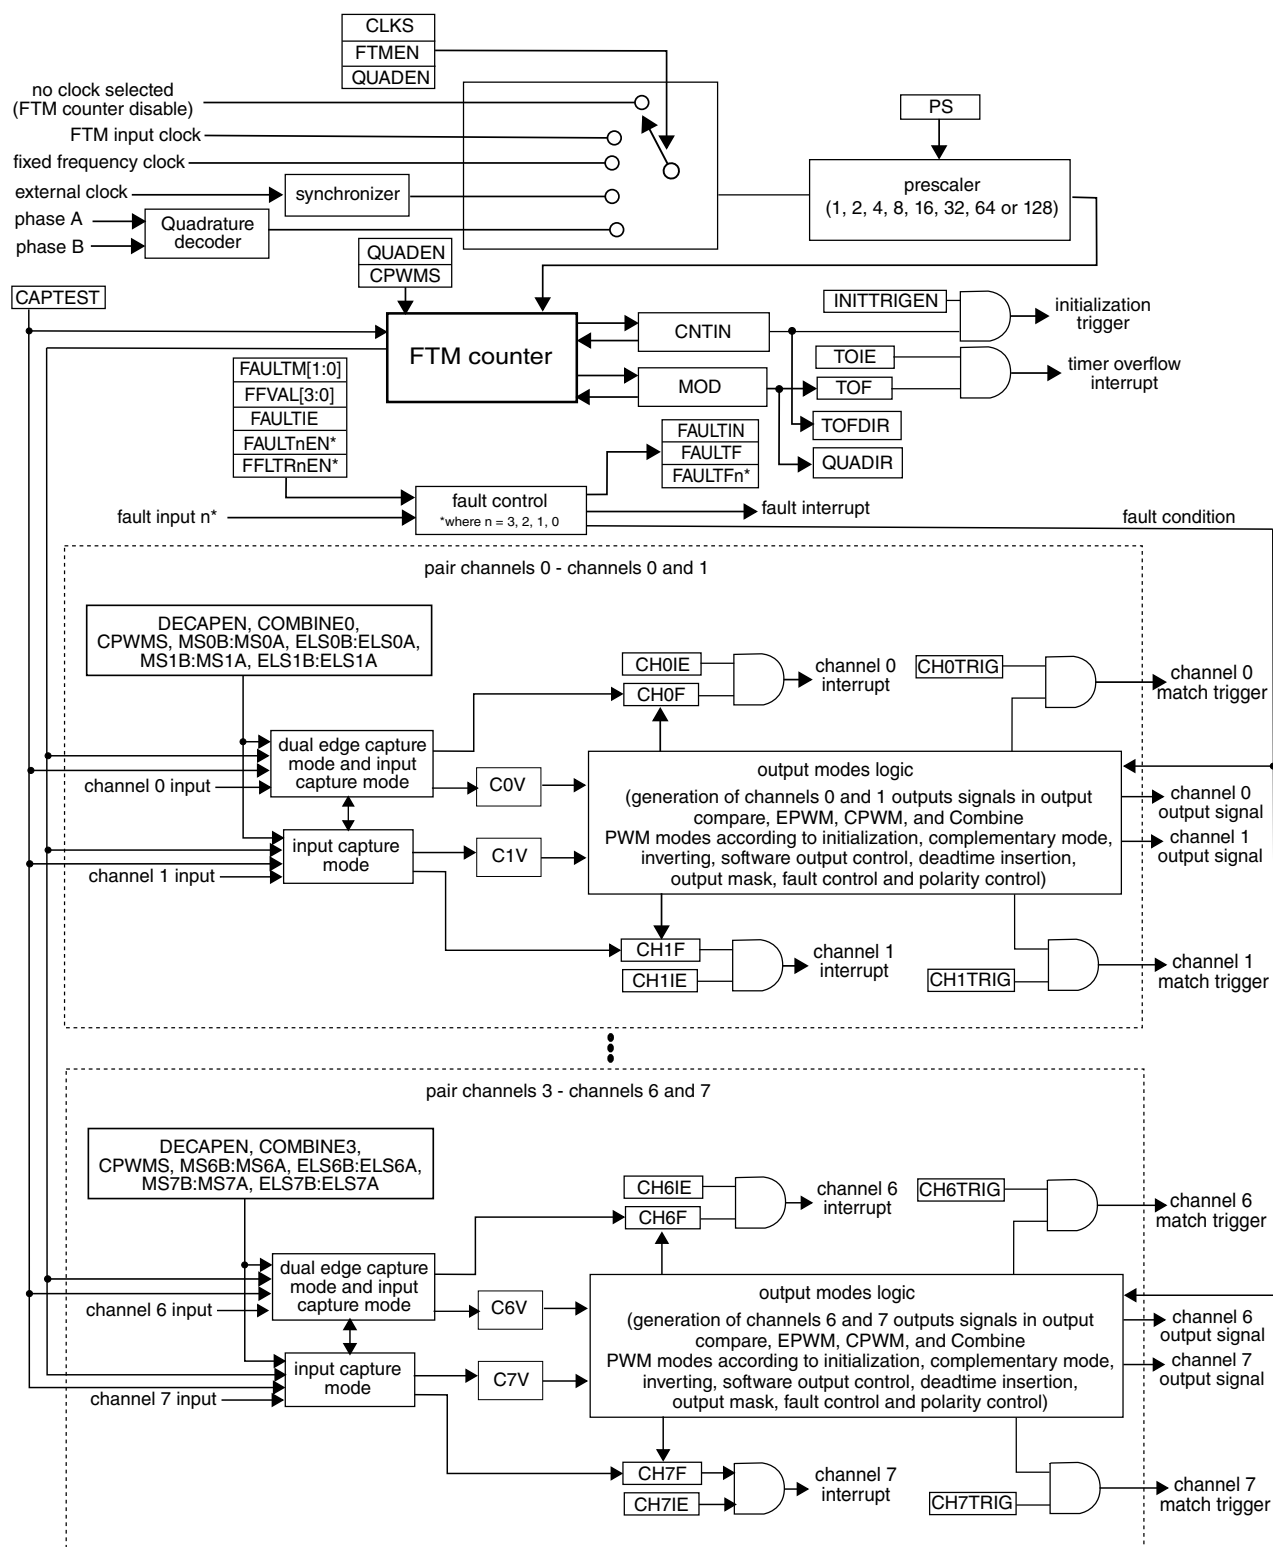 CLKS
FTMEN
QUADEN
no clock selected
(FTM counter disable)
FTM input clock
fixed frequency clock
external clock
synchronizer
phase A
phase B
Quadrature
decoder
PS
prescaler
(1, 2, 4, 8, 16, 32, 64 or 128)
QUADEN
CPWMS
CAPTEST
FTM counter
CNTIN
MOD
INITTRIGEN
initialization
trigger
TOIE
TOF
timer overflow
interrupt
TOFDIR
QUADIR
FAULTM[1:0]
FFVAL[3:0]
FAULTIE
FAULTnEN*
FFLTRnEN*
FAULTIN
FAULTF
FAULTFn*
fault input n*
fault control
*where n = 3, 2, 1, 0
fault interrupt
fault condition
pair channels 0 - channels 0 and 1
DECAPEN, COMBINE0,
CPWMS, MS0B:MS0A, ELS0B:ELS0A,
MS1B:MS1A, ELS1B:ELS1A
CH0IE
CH0F
channel 0
interrupt
CH0TRIG
channel 0
match trigger
dual edge capture
mode and input
capture mode
channel 0 input
C0V
input capture
mode
channel 1 input
C1V
output modes logic
(generation of channels 0 and 1 outputs signals in output
compare, EPWM, CPWM, and Combine
PWM modes according to initialization, complementary mode,
inverting, software output control, deadtime insertion,
output mask, fault control and polarity control)
channel 0
output signal
channel 1
output signal
CH1F
CH1IE
channel 1
interrupt
CH1TRIG
channel 1
match trigger
pair channels 3 - channels 6 and 7
DECAPEN, COMBINE3,
CPWMS, MS6B:MS6A, ELS6B:ELS6A,
MS7B:MS7A, ELS7B:ELS7A
CH6IE
CH6F
channel 6
interrupt
CH6TRIG
channel 6
match trigger
dual edge capture
mode and input
capture mode
channel 6 input
C6V
input capture
mode
channel 7 input
C7V
output modes logic
(generation of channels 6 and 7 outputs signals in output
compare, EPWM, CPWM, and Combine
PWM modes according to initialization, complementary mode,
inverting, software output control, deadtime insertion,
output mask, fault control and polarity control)
channel 6
output signal
channel 7
output signal
CH7F
CH7IE
channel 7
interrupt
CH7TRIG
channel 7
match trigger